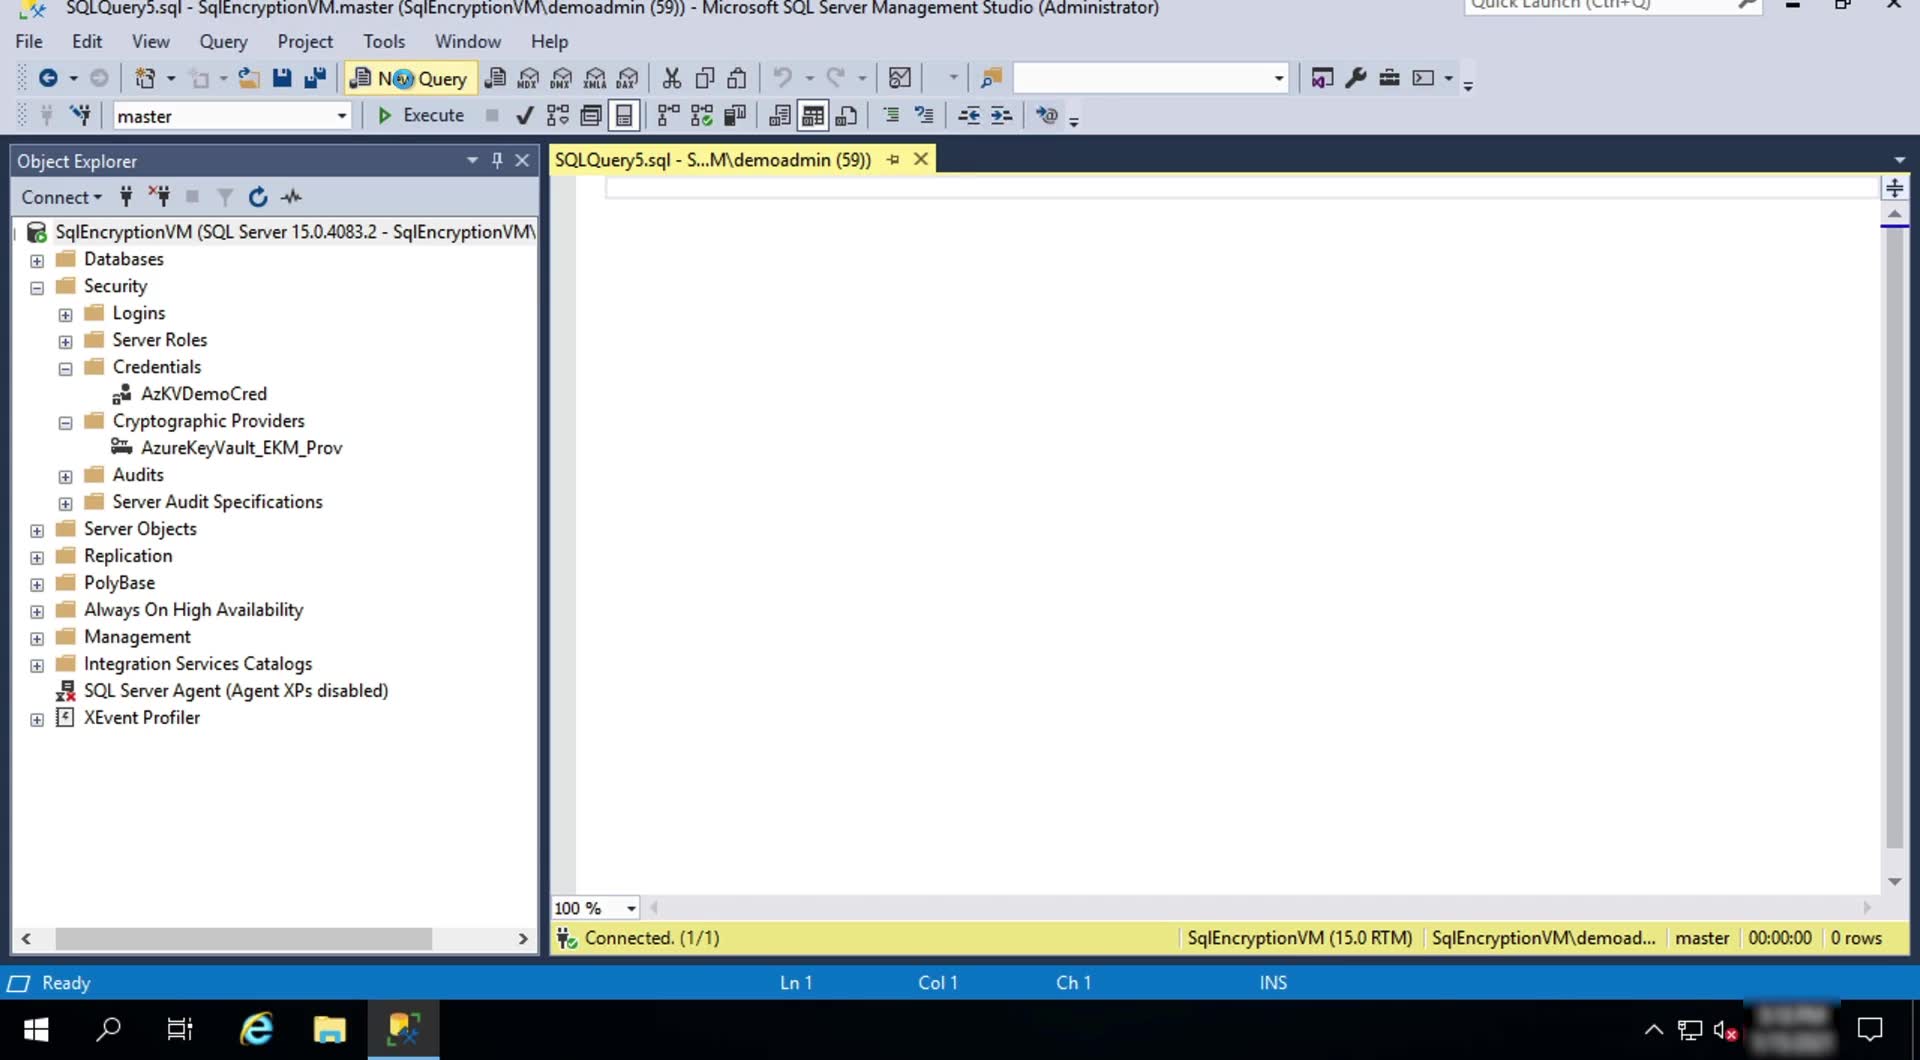 SQLQuery5.sql - SqlEncryptionVM.master (SqlEncryptionVM\demoadmin (59)) - Microsoft SQL Server Management Studio (Administrator)
Quick Launch (Ctrl+Q)
File Edit View Query Project Tools Window Help
New Query MDX DMX XMLA DAX
master Execute
Object Explorer
SQLQuery5.sql - S...M\demoadmin (59))
Connect
SqlEncryptionVM (SQL Server 15.0.4083.2 - SqlEncryptionVM\
Databases
Security
Logins
Server Roles
Credentials
AzKVDemoCred
Cryptographic Providers
AzureKeyVault_EKM_Prov
Audits
Server Audit Specifications
Server Objects
Replication
PolyBase
Always On High Availability
Management
Integration Services Catalogs
SQL Server Agent (Agent XPs disabled)
XEvent Profiler
100 %
Connected. (1/1) SqlEncryptionVM (15.0 RTM) SqlEncryptionVM\demoad... master 00:00:00 0 rows
Ready Ln 1 Col 1 Ch 1 INS